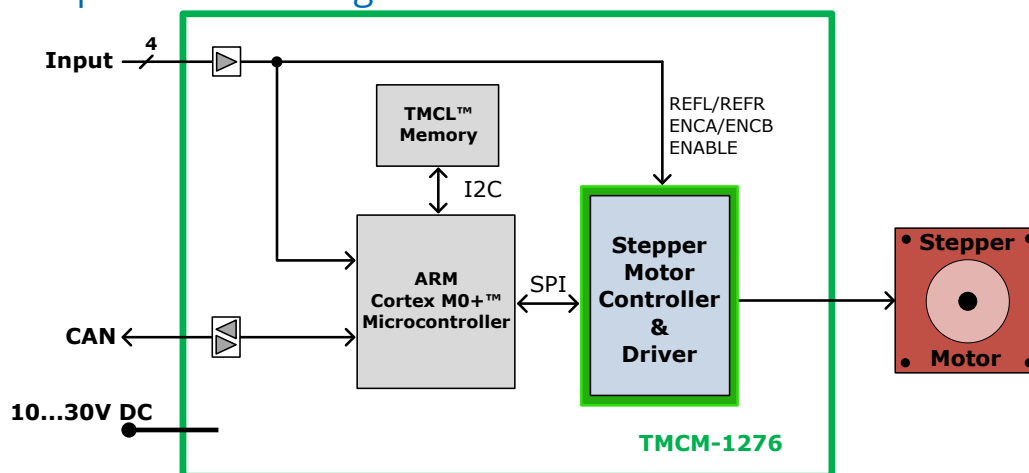 4
Input
TMCL™
Memory
REFL/REFR
ENCA/ENCB
ENABLE
I2C
Stepper
Motor
Controller
&
Driver
ARM
Cortex M0+™
Microcontroller
SPI
Stepper
Motor
CAN
10...30V DC
TMCM-1276